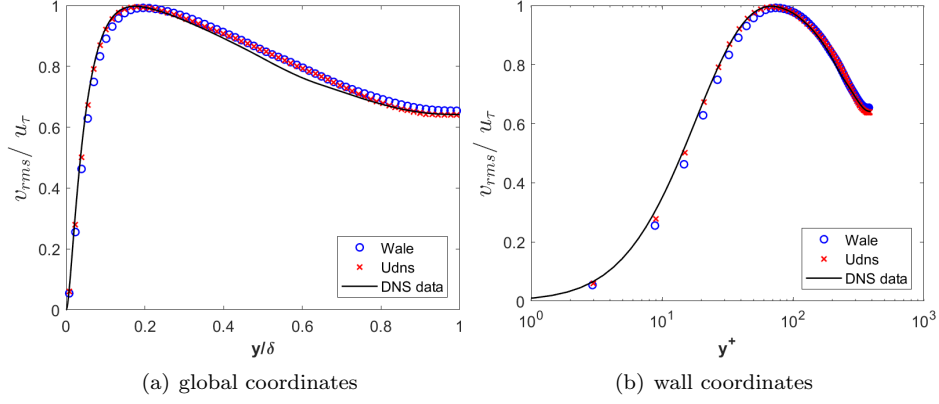 v_rms / u_τ
1
0.8
0.6
0.4
0.2
0
0 0.2 0.4 0.6 0.8 1
y/δ
Wale
Udns
DNS data
(a) global coordinates
v_rms / u_τ
1
0.8
0.6
0.4
0.2
0
10^0 10^1 10^2 10^3
y^+
Wale
Udns
DNS data
(b) wall coordinates